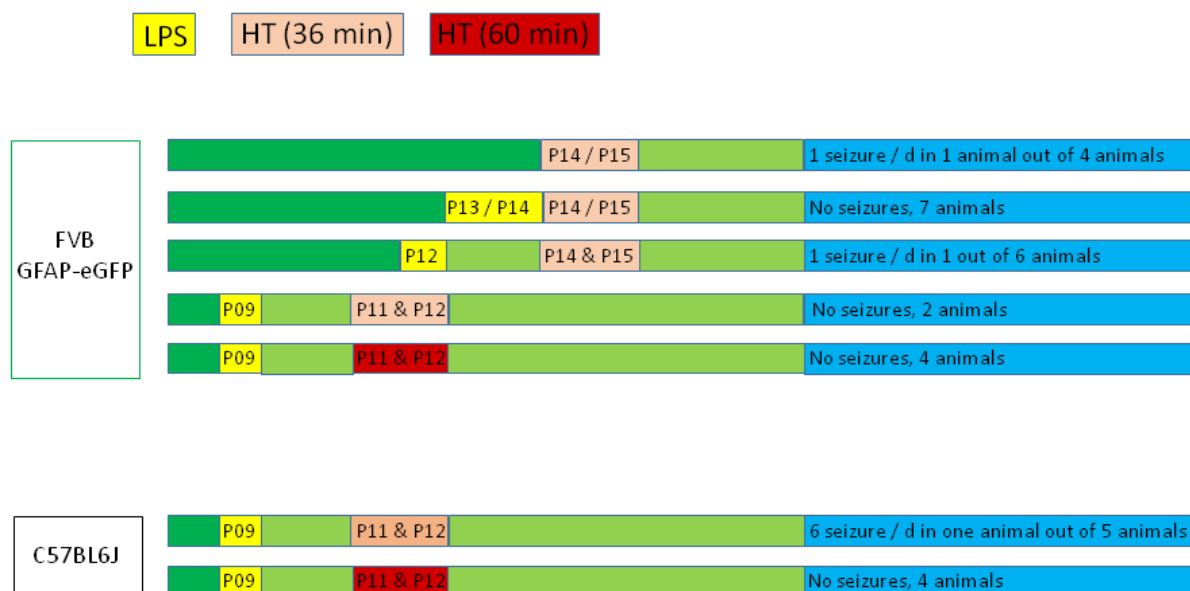 LPS HT (36 min) HT (60 min)
P14 / P15 1 seizure / d in 1 animal out of 4 animals
P13 / P14 P14 / P15 No seizures, 7 animals
FVB
GFAP-eGFP
P12 P14 & P15 1 seizure / d in 1 out of 6 animals
P09 P11 & P12 No seizures, 2 animals
P09 P11 & P12 No seizures, 4 animals
C57BL6J
P09 P11 & P12 6 seizure / d in one animal out of 5 animals
P09 P11 & P12 No seizures, 4 animals